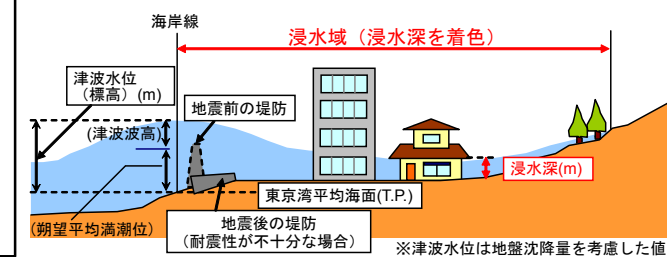 海岸線
浸水域（浸水深を着色）
津波水位
（標高）(m)
地震前の堤防
(津波波高)
浸水深(m)
東京湾平均海面(T.P.)
(朔望平均満潮位)
地震後の堤防
（耐震性が不十分な場合）
※津波水位は地盤沈降量を考慮した値